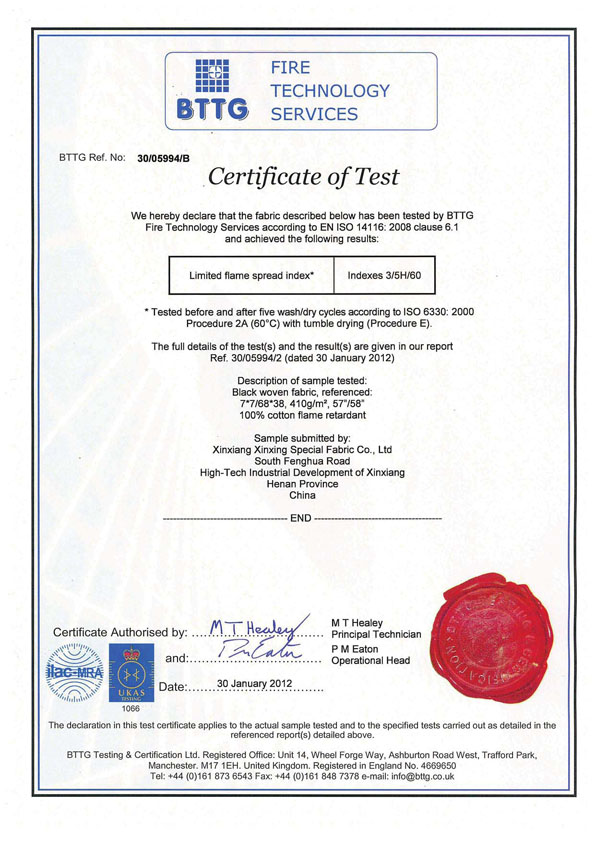 BTTG
FIRE
TECHNOLOGY
SERVICES
BTTG Ref. No: 30/05994/B
Certificate of Test
We hereby declare that the fabric described below has been tested by BTTG
Fire Technology Services according to EN ISO 14116: 2008 clause 6.1
and achieved the following results:
Limited flame spread index* Indexes 3/5H/60
* Tested before and after five wash/dry cycles according to ISO 6330: 2000
Procedure 2A (60°C) with tumble drying (Procedure E).
The full details of the test(s) and the result(s) are given in our report
Ref. 30/05994/2 (dated 30 January 2012)
Description of sample tested:
Black woven fabric, referenced:
7*7/68*38, 410g/m², 57"/58"
100% cotton flame retardant
Sample submitted by:
Xinxiang Xinxing Special Fabric Co., Ltd
South Fenghua Road
High-Tech Industrial Development of Xinxiang
Henan Province
China
END
Certificate Authorised by: M T Healey
M T Healey
Principal Technician
and: P M Eaton
P M Eaton
Operational Head
Date: 30 January 2012
ilac-MRA
UKAS
TESTING
1066
The declaration in this test certificate applies to the actual sample tested and to the specified tests carried out as detailed in the
referenced report(s) detailed above.
BTTG Testing & Certification Ltd. Registered Office: Unit 14, Wheel Forge Way, Ashburton Road West, Trafford Park,
Manchester. M17 1EH. United Kingdom. Registered in England No. 4669650
Tel: +44 (0)161 873 6543 Fax: +44 (0)161 848 7378 e-mail: info@bttg.co.uk